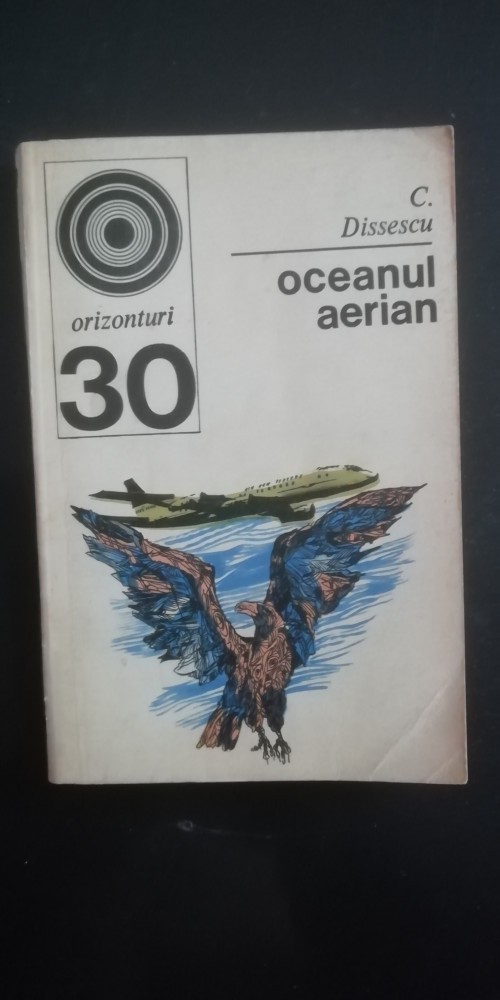 orizonturi
30
C.
Dissescu
oceanul
aerian